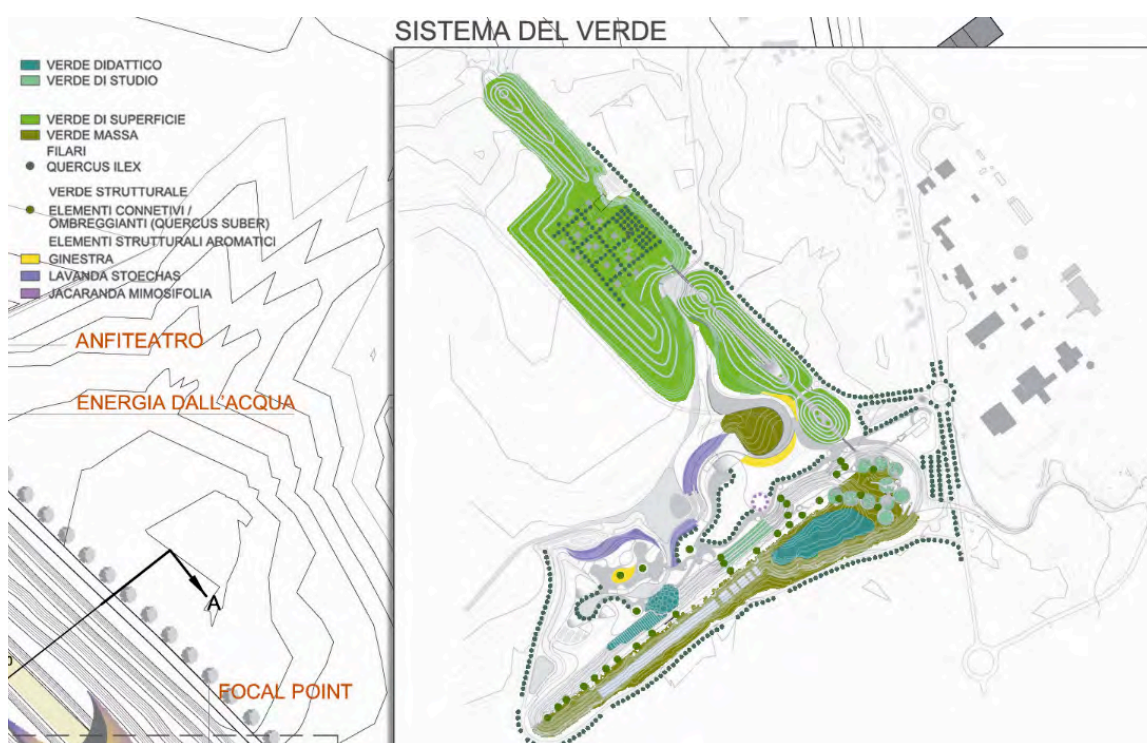 SISTEMA DEL VERDE
VERDE DIDATTICO
VERDE DI STUDIO
VERDE DI SUPERFICIE
VERDE MASSA
FILARI
QUERCUS ILEX
VERDE STRUTTURALE
ELEMENTI CONNETIVI /
OMBREGGIANTI (QUERCUS SUBER)
ELEMENTI STRUTTURALI AROMATICI
GINESTRA
LAVANDA STOECHAS
JACARANDA MIMOSIFOLIA
ANFITEATRO
ENERGIA DALL'ACQUA
A
FOCAL POINT